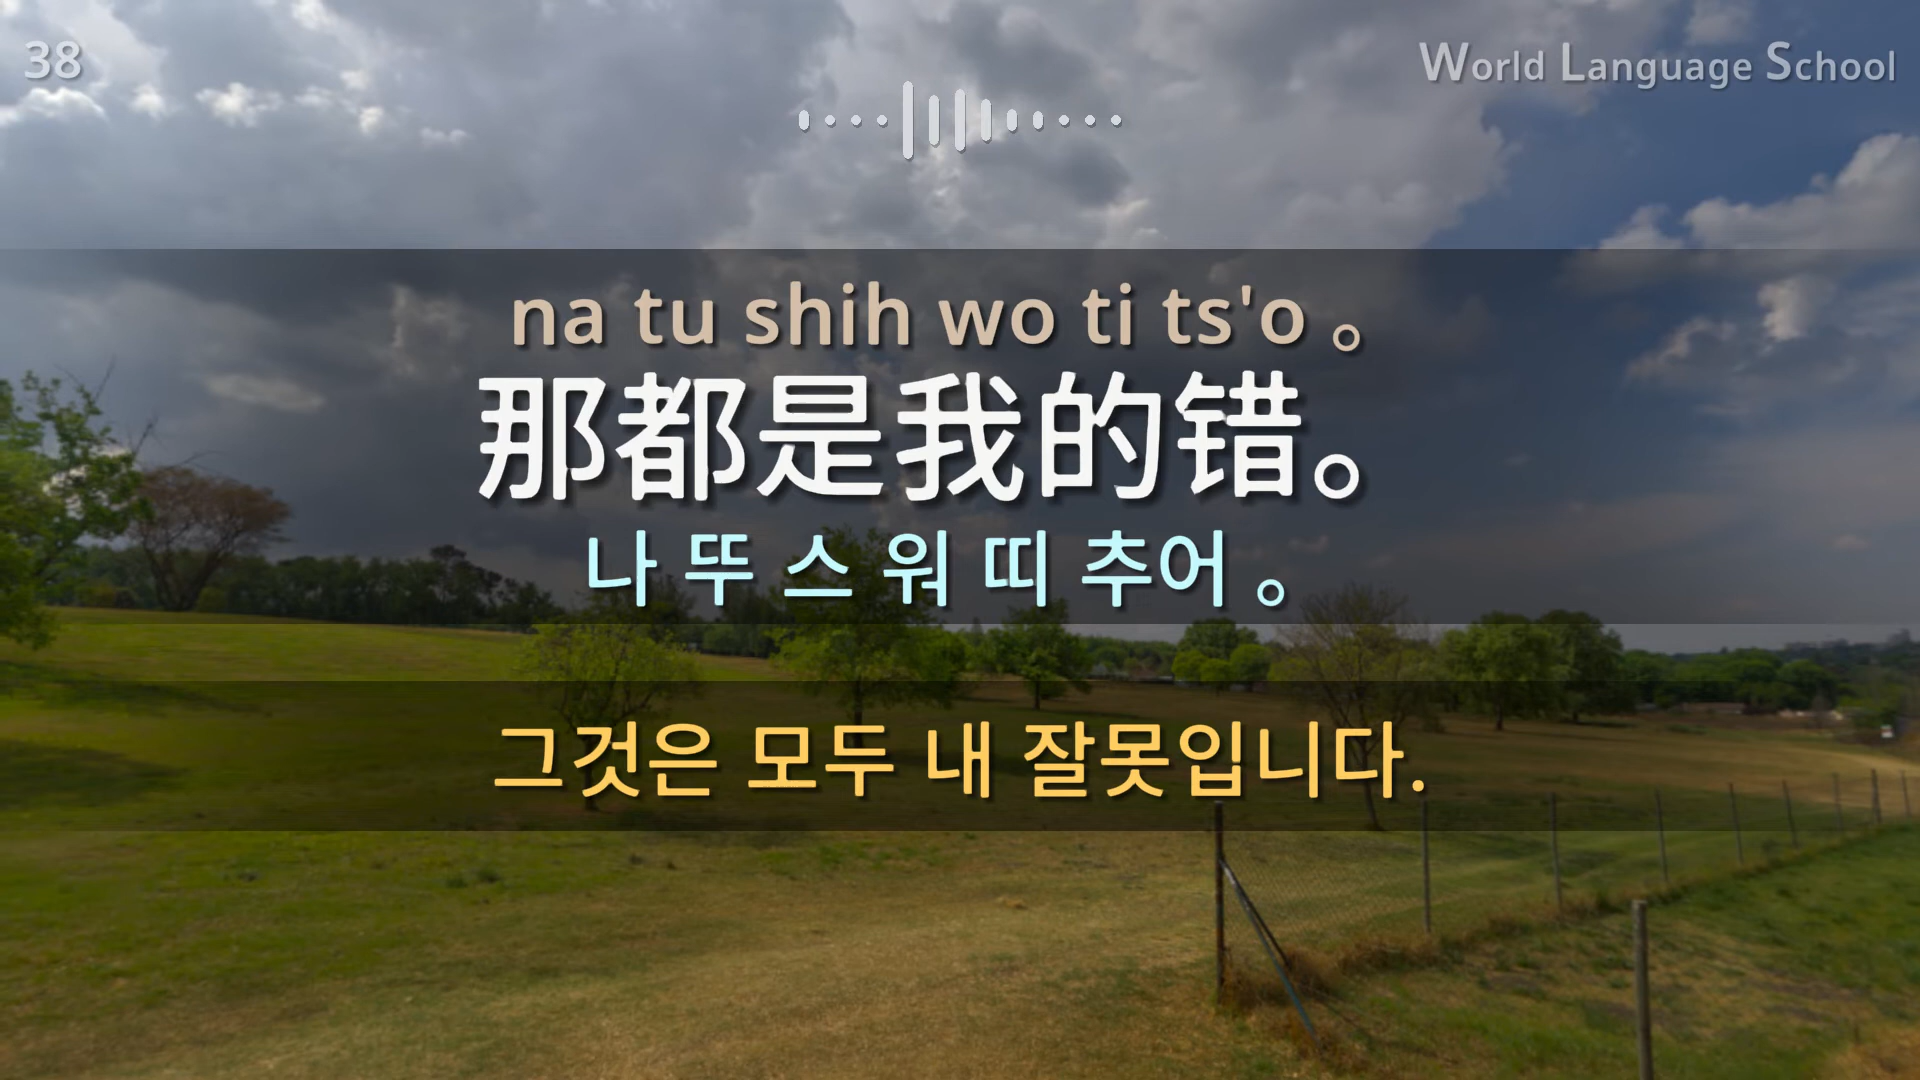 38
World Language School
na tu shih wo ti ts'o 。
那都是我的错。
나 뚜 스 워 띠 추어 。
그것은 모두 내 잘못입니다.